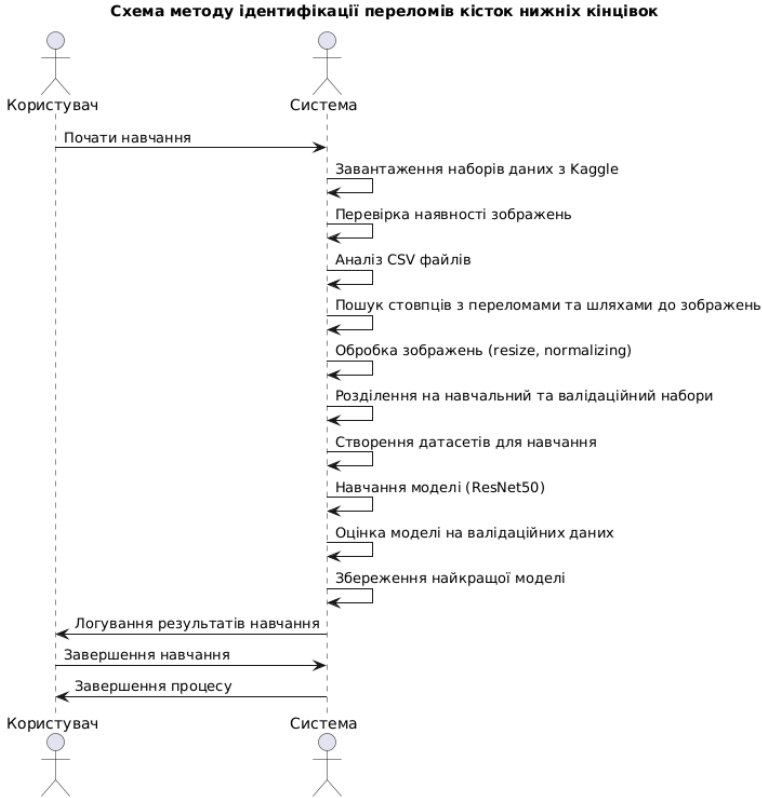 Схема методу ідентифікації переломів кісток нижніх кінцівок
Користувач
Система
Почати навчання
Завантаження наборів даних з Kaggle
Перевірка наявності зображень
Аналіз CSV файлів
Пошук стовпців з переломами та шляхами до зображень
Обробка зображень (resize, normalizing)
Розділення на навчальний та валідаційний набори
Створення датасетів для навчання
Навчання моделі (ResNet50)
Оцінка моделі на валідаційних даних
Збереження найкращої моделі
Логування результатів навчання
Завершення навчання
Завершення процесу
Користувач
Система